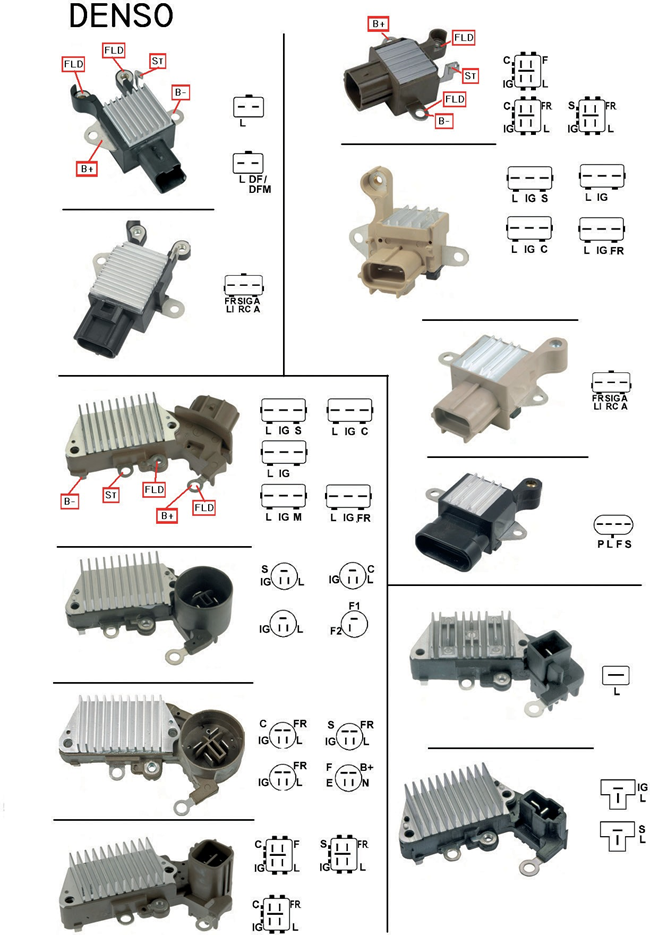 DENSO
FLD
FLD
ST
B-
B+
L
L DF/
DFM
FR SIG A
LI RC A
B+
FLD
ST
FLD
B-
C F
IG L
C FR
IG L
S FR
IG L
L IG S
L IG
L IG C
L IG FR
FR SIG A
LI RC A
P L F S
B-
ST
FLD
B+
FLD
L IG S
L IG C
L IG
L IG M
L IG FR
S
IG L
C
IG L
IG L
F1
F2
C FR
IG L
S FR
IG L
FR
IG L
F B+
E N
C F
IG L
S FR
IG L
C FR
IG L
L
IG
L
S
L